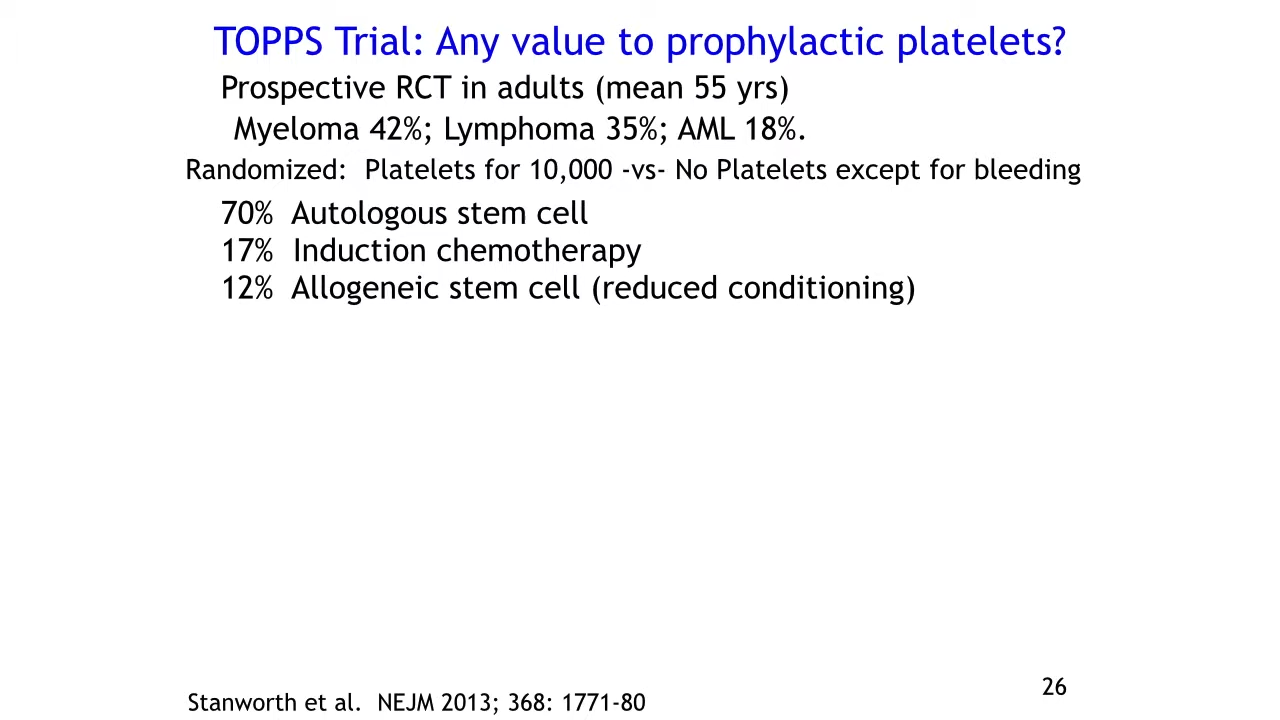 TOPPS Trial: Any value to prophylactic platelets?
Prospective RCT in adults (mean 55 yrs)
Myeloma 42%; Lymphoma 35%; AML 18%.
Randomized: Platelets for 10,000 -vs- No Platelets except for bleeding
70% Autologous stem cell
17% Induction chemotherapy
12% Allogeneic stem cell (reduced conditioning)
26
Stanworth et al. NEJM 2013; 368: 1771-80